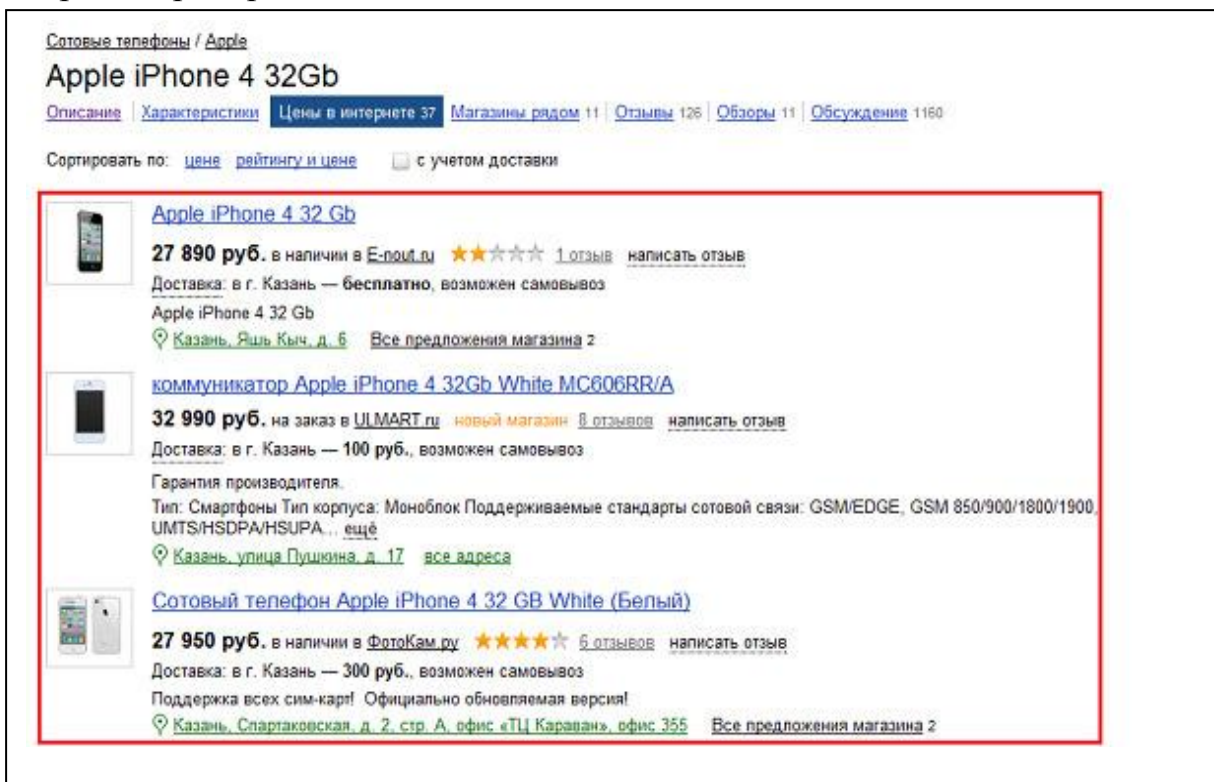 Сотовые телефоны / Apple
Apple iPhone 4 32Gb
Описание Характеристики Цены в интернете 37 Магазины рядом 11 Отзывы 126 Обзоры 11 Обсуждение 1160
Сортировать по: цене рейтингу и цене с учетом доставки
Apple iPhone 4 32 Gb
27 890 руб. в наличии в E-nout.ru 1 отзыв написать отзыв
Доставка: в г. Казань — бесплатно, возможен самовывоз
Apple iPhone 4 32 Gb
Казань, Яшь Кыч, д. 6 Все предложения магазина 2
коммуникатор Apple iPhone 4 32Gb White MC606RR/A
32 990 руб. на заказ в ULMART.ru новый магазин 8 отзывов написать отзыв
Доставка: в г. Казань — 100 руб., возможен самовывоз
Гарантия производителя.
Тип: Смартфоны Тип корпуса: Моноблок Поддерживаемые стандарты сотовой связи: GSM/EDGE, GSM 850/900/1800/1900,
UMTS/HSDPA/HSUPA... ещё
Казань, улица Пушкина, д. 17 все адреса
Сотовый телефон Apple iPhone 4 32 GB White (Белый)
27 950 руб. в наличии в ФотоКам.ру 6 отзывов написать отзыв
Доставка: в г. Казань — 300 руб., возможен самовывоз
Поддержка всех сим-карт! Официально обновляемая версия!
Казань, Спартаковская, д. 2, стр. А, офис «ТЦ Караван», офис 355 Все предложения магазина 2